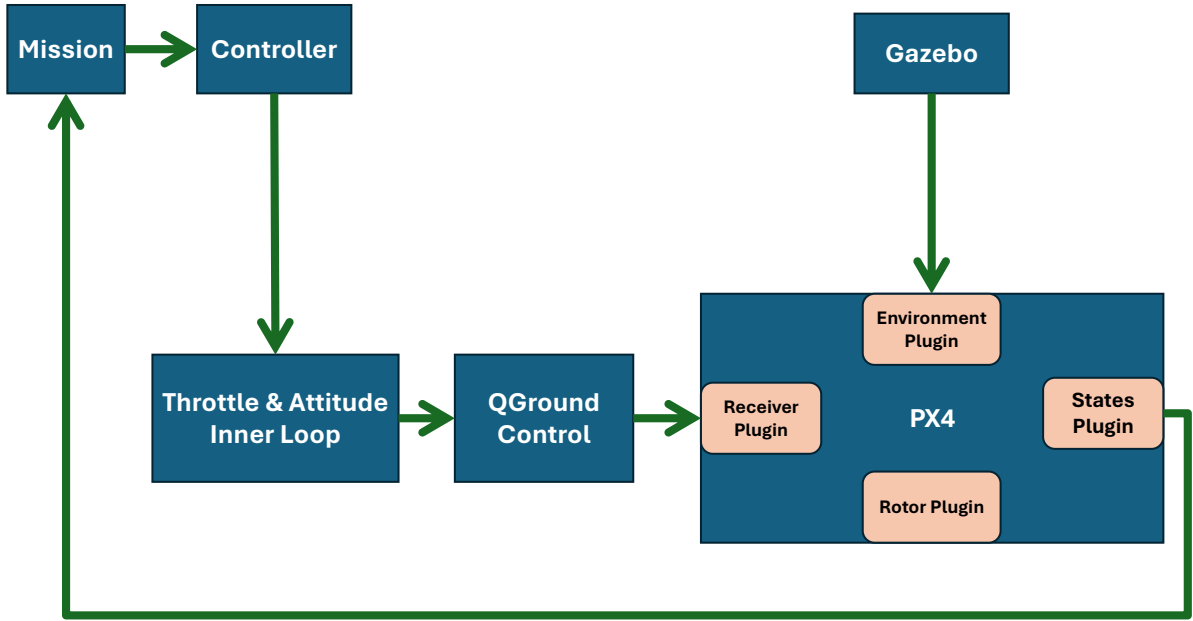 Mission
Controller
Gazebo
Throttle & Attitude
Inner Loop
QGround
Control
Environment
Plugin
Receiver
Plugin
PX4
States
Plugin
Rotor Plugin